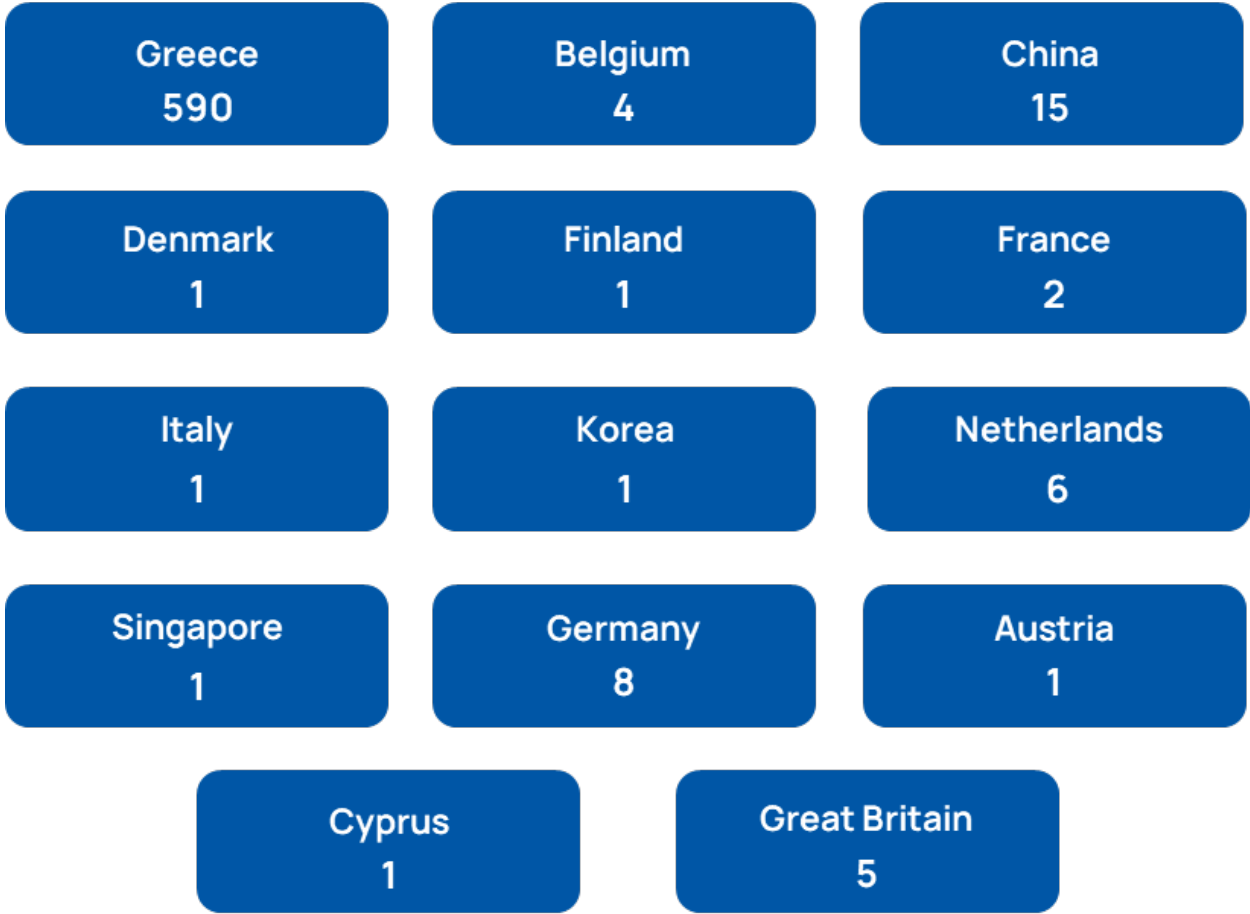 Greece
590
Belgium
4
China
15
Denmark
1
Finland
1
France
2
Italy
1
Korea
1
Netherlands
6
Singapore
1
Germany
8
Austria
1
Cyprus
1
Great Britain
5